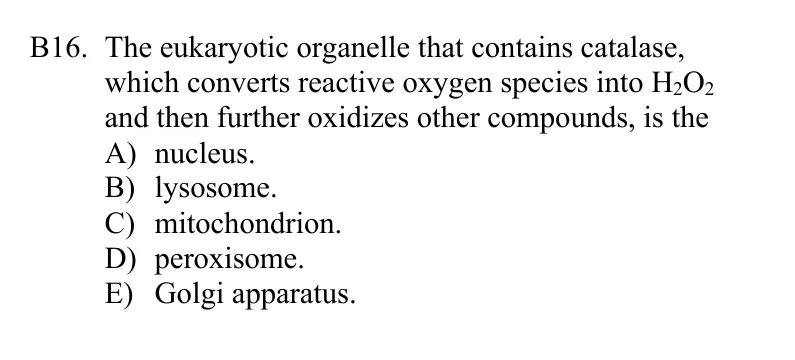 B16. The eukaryotic organelle that contains catalase,
which converts reactive oxygen species into H₂O₂
and then further oxidizes other compounds, is the
A) nucleus.
B) lysosome.
C) mitochondrion.
D) peroxisome.
E) Golgi apparatus.